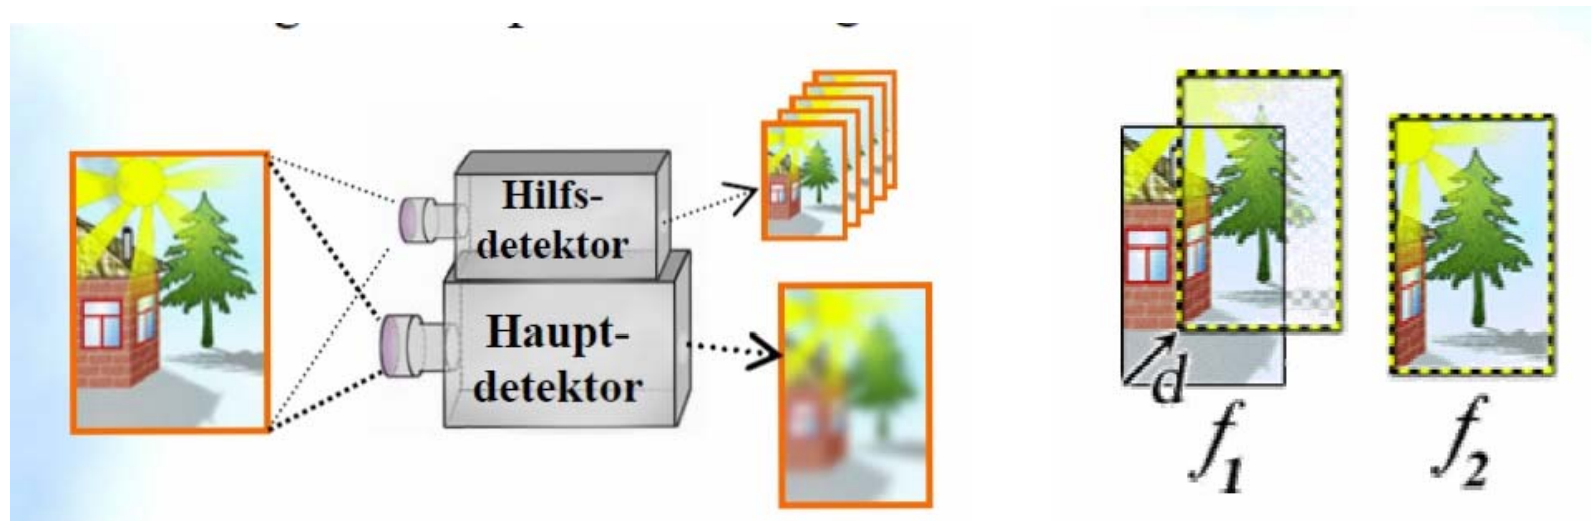 Hilfs-
detektor
Haupt-
detektor
d
f₁
f₂